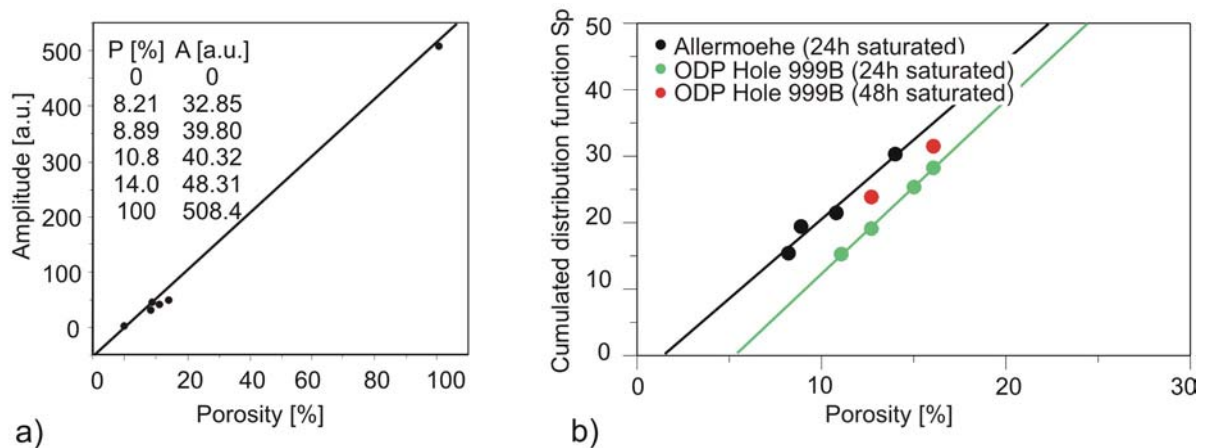 P [%] A [a.u.]
0 0
8.21 32.85
8.89 39.80
10.8 40.32
14.0 48.31
100 508.4
500
400
300
200
100
0
Amplitude [a.u.]
0 20 40 60 80 100
Porosity [%]
a)
Allermoehe (24h saturated)
ODP Hole 999B (24h saturated)
ODP Hole 999B (48h saturated)
50
40
30
20
10
0
Cumulated distribution function Sp
0 10 20 30
Porosity [%]
b)